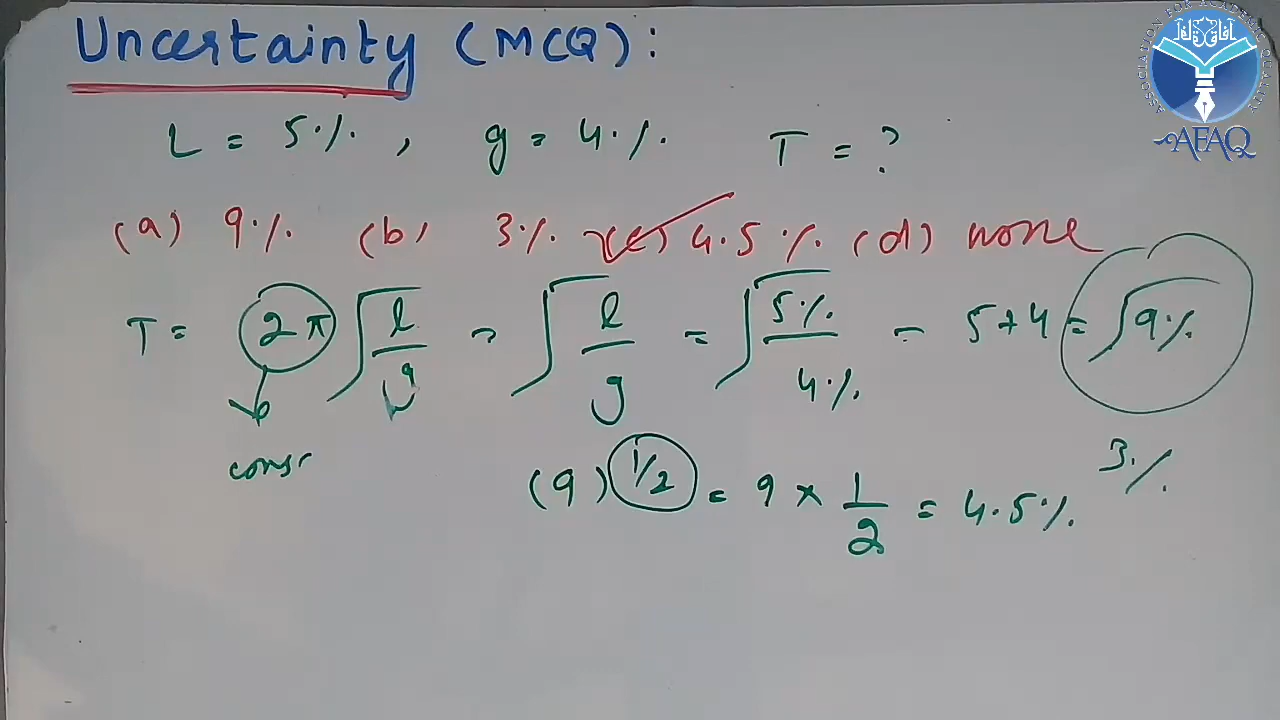 Uncertainty (MCQ):
L = 5% , g = 4% T = ?
(a) 9% (b) 3% (c) 4.5% (d) none
T = 2π √(l/g) = √(l/g) = √(5%/4%) = 5+4 = √9%
const
3%
(9)^1/2 = 9 × 1/2 = 4.5%
AFAQ